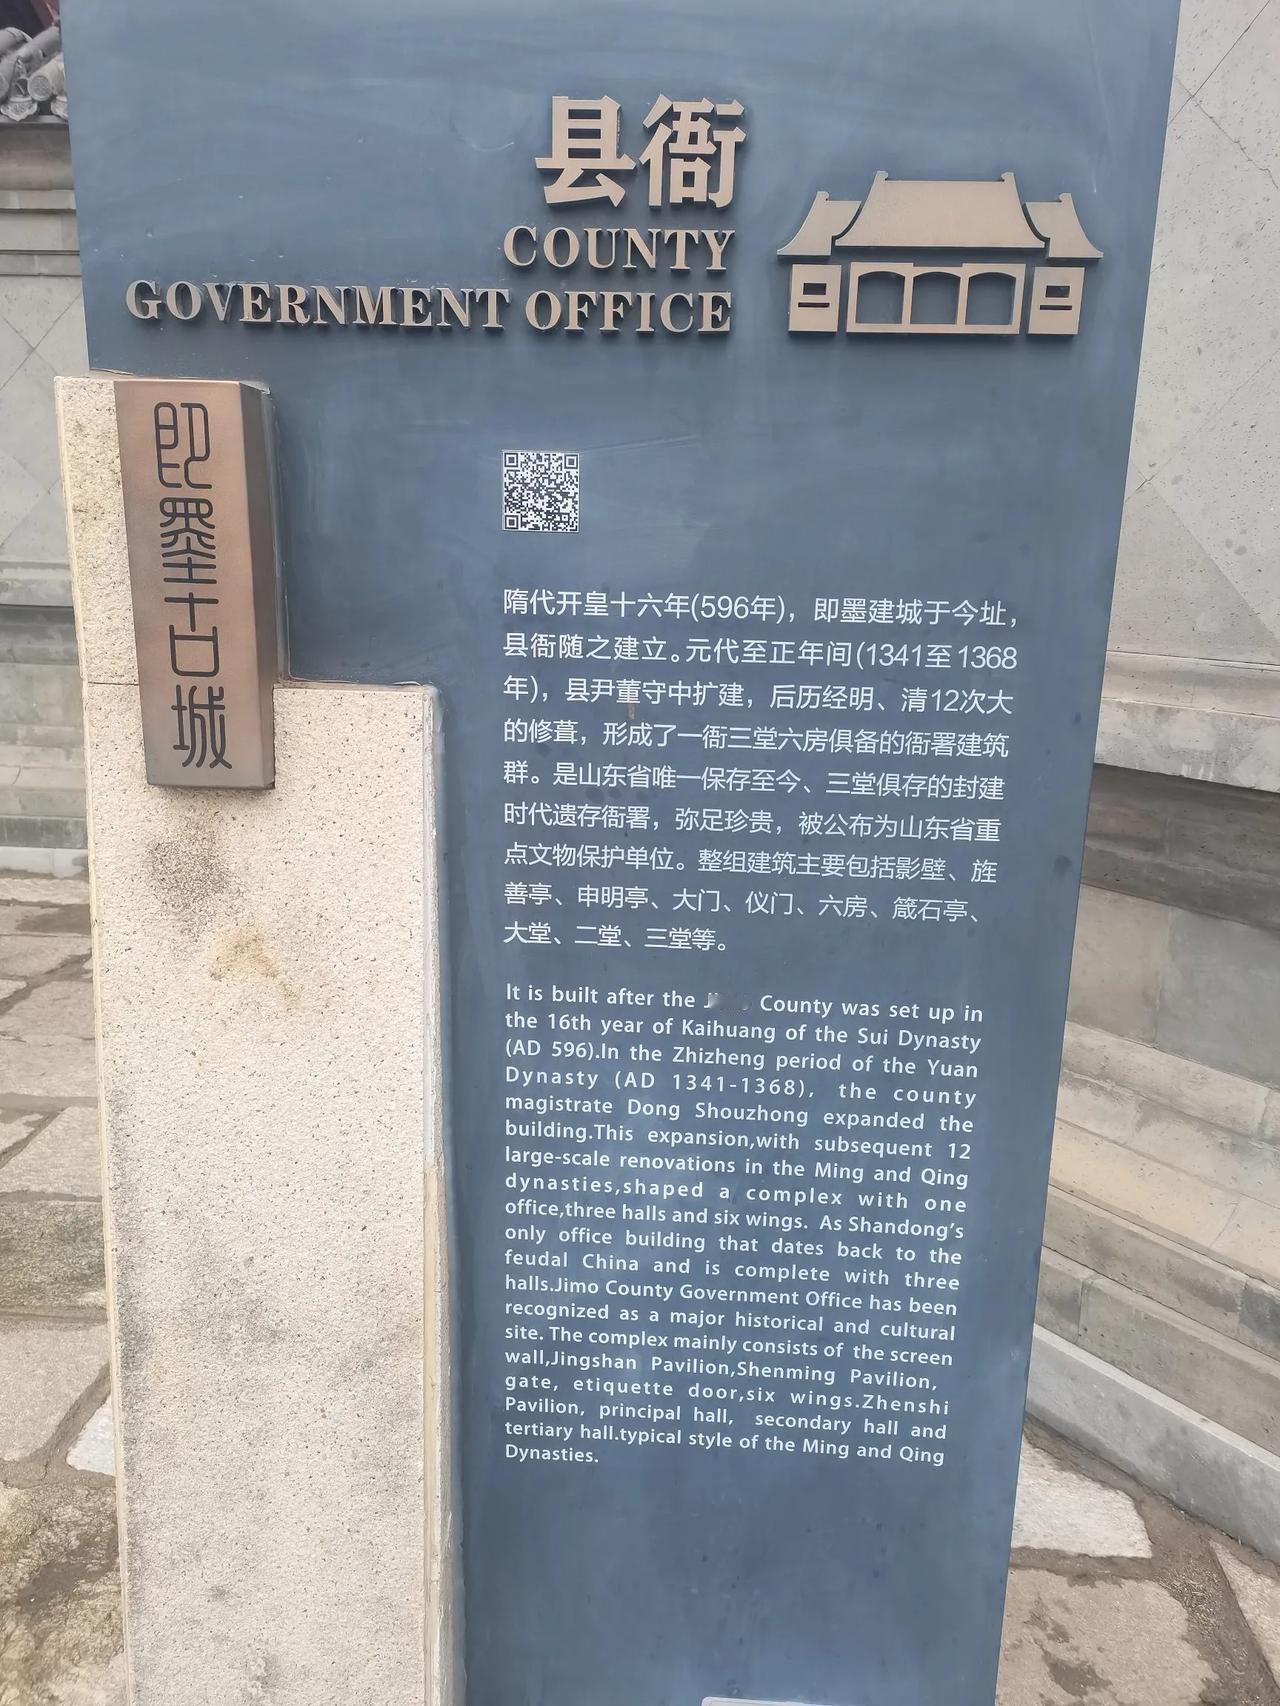 县衙
COUNTY
GOVERNMENT OFFICE
即墨古城
隋代开皇十六年(596年)，即墨建城于今址，
县衙随之建立。元代至正年间(1341至1368
年)，县尹董守中扩建，后历经明、清12次大
的修葺，形成了一衙三堂六房俱备的衙署建筑
群。是山东省唯一保存至今、三堂俱存的封建
时代遗存衙署，弥足珍贵，被公布为山东省重
点文物保护单位。整组建筑主要包括影壁、旌
善亭、申明亭、大门、仪门、六房、箴石亭、
大堂、二堂、三堂等。
It is built after the County was set up in
the 16th year of Kaihuang of the Sui Dynasty
(AD 596).In the Zhizheng period of the Yuan
Dynasty (AD 1341-1368), the county
magistrate Dong Shouzhong expanded the
building.This expansion,with subsequent 12
large-scale renovations in the Ming and Qing
dynasties,shaped a complex with one
office,three halls and six wings. As Shandong's
only office building that dates back to the
feudal China and is complete with three
halls.Jimo County Government Office has been
recognized as a major historical and cultural
site. The complex mainly consists of the screen
wall,Jingshan Pavilion,Shenming Pavilion,
gate, etiquette door,six wings.Zhenshi
Pavilion, principal hall, secondary hall and
tertiary hall.typical style of the Ming and Qing
Dynasties.